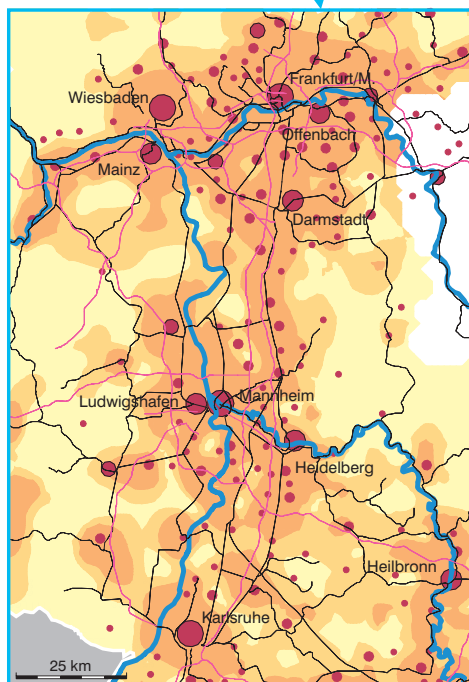 Frankfurt/M.
Wiesbaden
Offenbach
Mainz
Darmstadt
Ludwigshafen
Mannheim
Heidelberg
Heilbronn
Karlsruhe
25 km